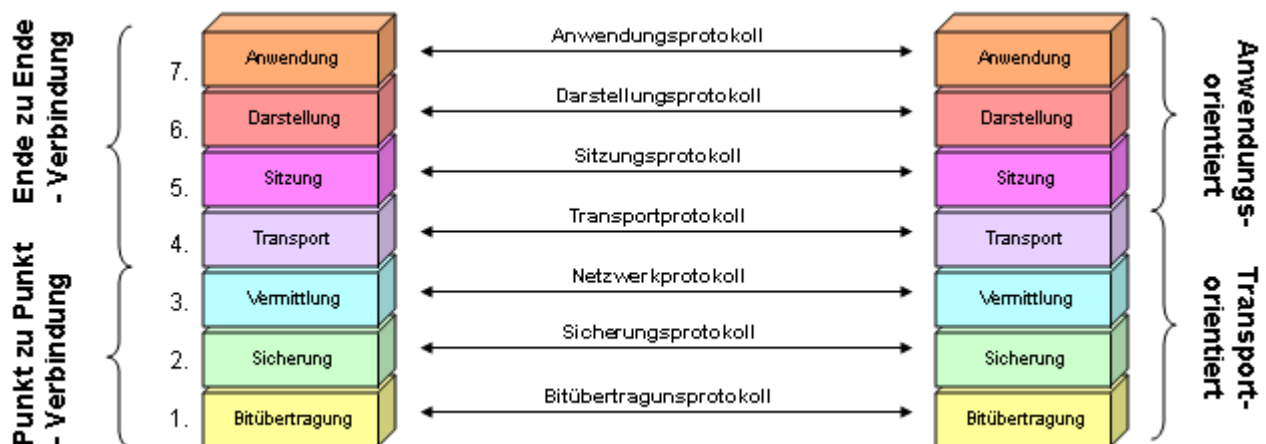 Ende zu Ende
- Verbindung
Punkt zu Punkt
- Verbindung
7.
Anwendung
Anwendungsprotokoll
Anwendung
6.
Darstellung
Darstellungsprotokoll
Darstellung
5.
Sitzung
Sitzungsprotokoll
Sitzung
4.
Transport
Transportprotokoll
Transport
3.
Vermittlung
Netzwerkprotokoll
Vermittlung
2.
Sicherung
Sicherungsprotokoll
Sicherung
1.
Bitübertragung
Bitübertragunsprotokoll
Bitübertragung
Anwendungs-
orientiert
Transport-
orientiert